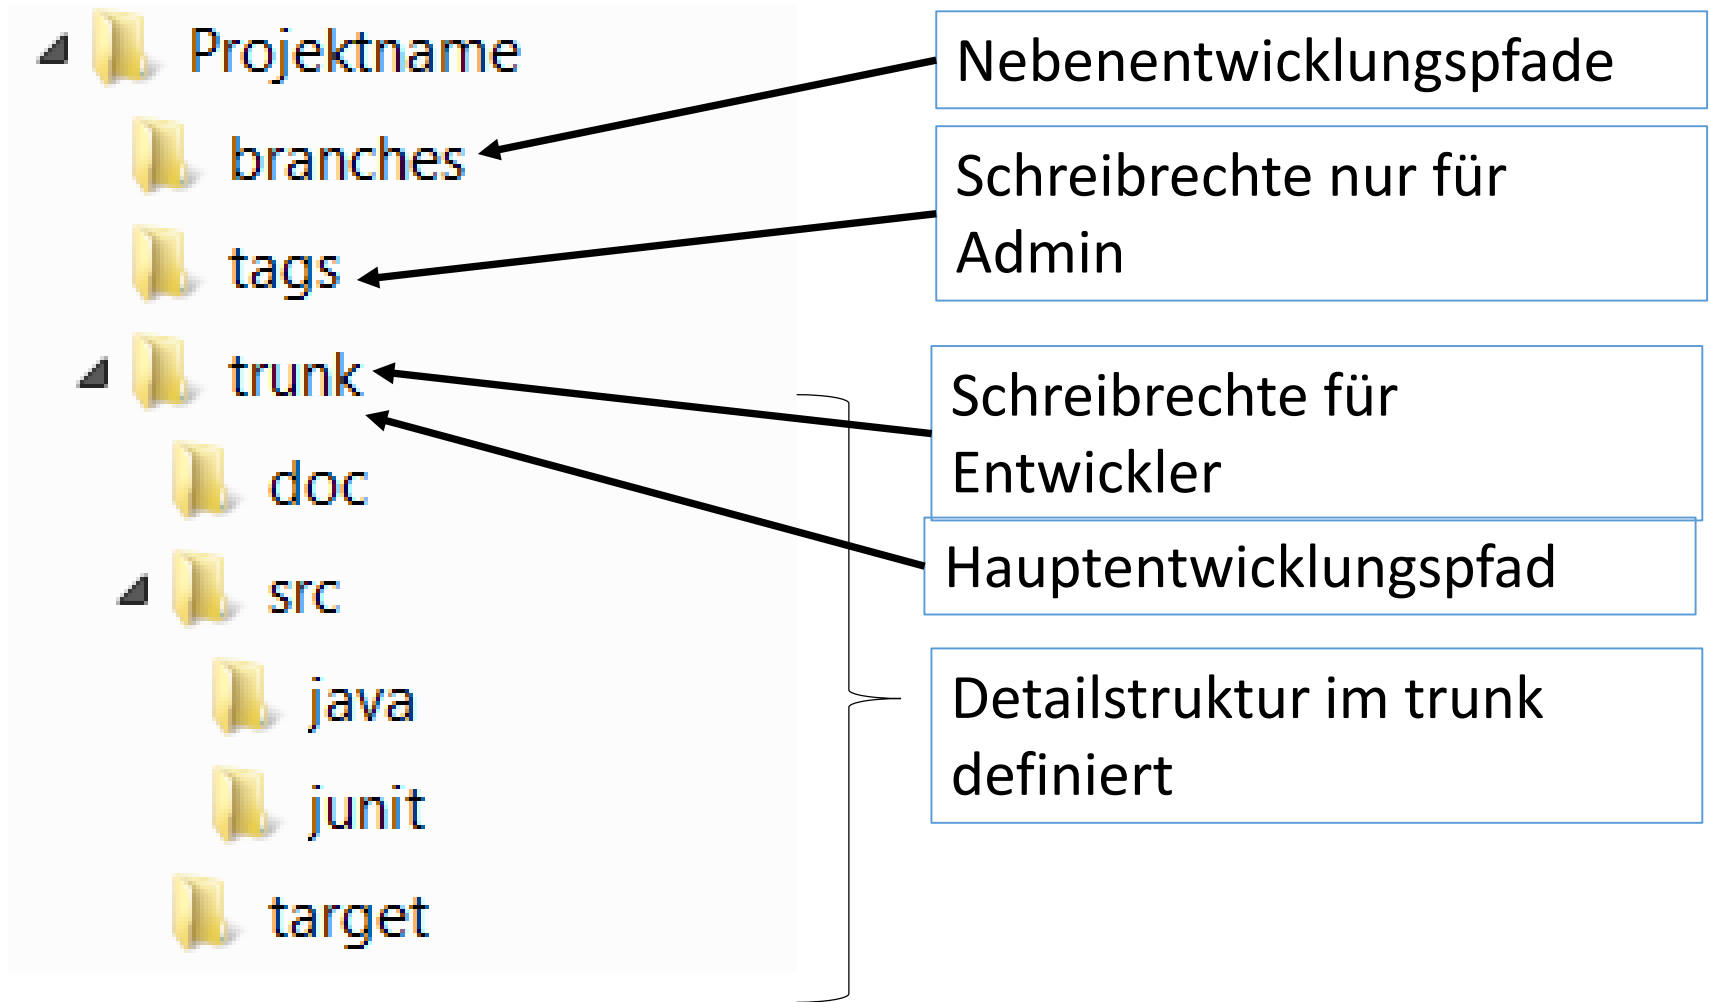 Projektname
branches
tags
trunk
doc
src
java
junit
target
Nebenentwicklungspfade
Schreibrechte nur für
Admin
Schreibrechte für
Entwickler
Hauptentwicklungspfad
Detailstruktur im trunk
definiert